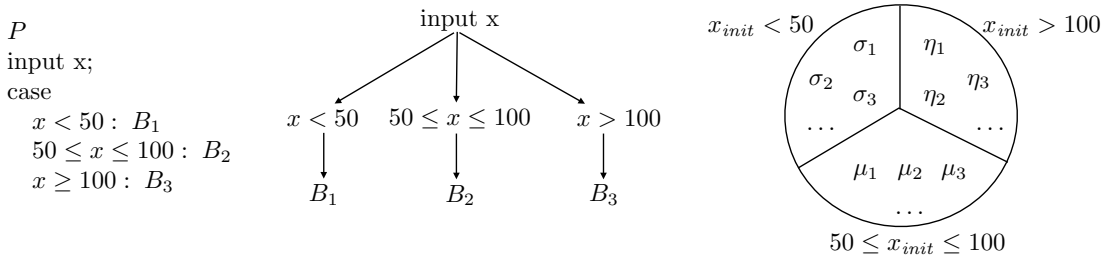 P
input x;
case
x < 50 : B₁
50 ≤ x ≤ 100 : B₂
x ≥ 100 : B₃
input x
x < 50 50 ≤ x ≤ 100 x > 100
B₁ B₂ B₃
x_init < 50 x_init > 100
σ₁ η₁
σ₂ η₃
σ₃ η₂
... ...
μ₁ μ₂ μ₃
...
50 ≤ x_init ≤ 100